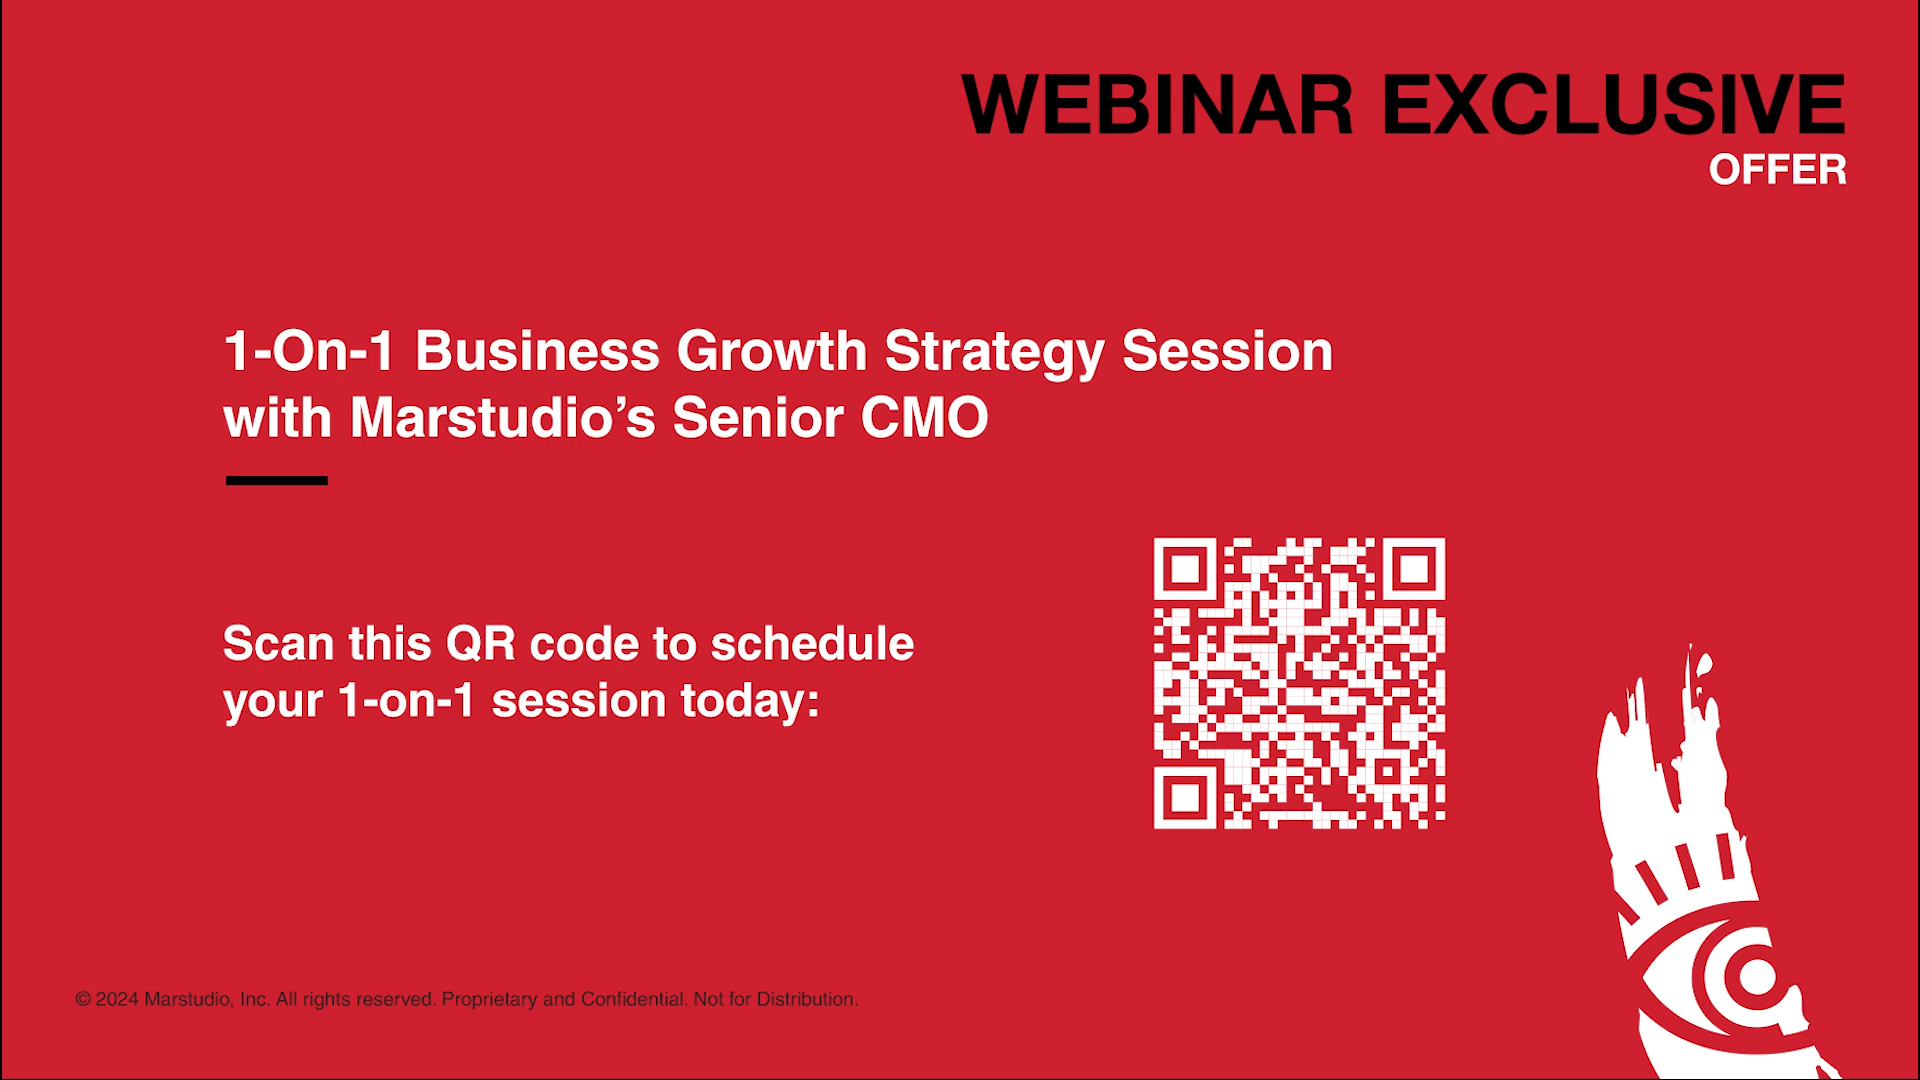 WEBINAR EXCLUSIVE
OFFER
1-On-1 Business Growth Strategy Session
with Marstudio’s Senior CMO
Scan this QR code to schedule
your 1-on-1 session today:
© 2024 Marstudio, Inc. All rights reserved. Proprietary and Confidential. Not for Distribution.